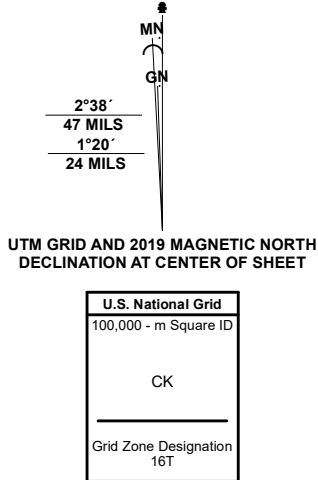 MN
GN
2°38´
47 MILS
1°20´
24 MILS
UTM GRID AND 2019 MAGNETIC NORTH
DECLINATION AT CENTER OF SHEET
U.S. National Grid
100,000 - m Square ID
CK
Grid Zone Designation
16T